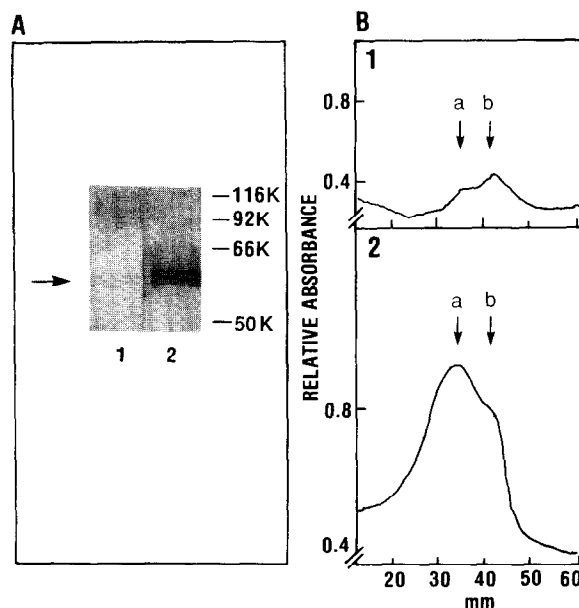 A
116K
92K
66K
50K
1 2
B
1
a b
0.8
0.4
RELATIVE ABSORBANCE
2
a b
0.8
0.4
20 30 40 50 60
mm